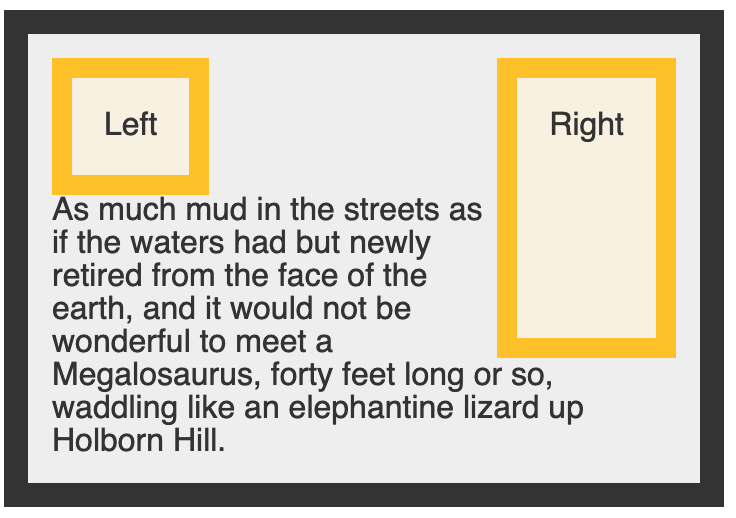 Left
Right
As much mud in the streets as
if the waters had but newly
retired from the face of the
earth, and it would not be
wonderful to meet a
Megalosaurus, forty feet long or so,
waddling like an elephantine lizard up
Holborn Hill.